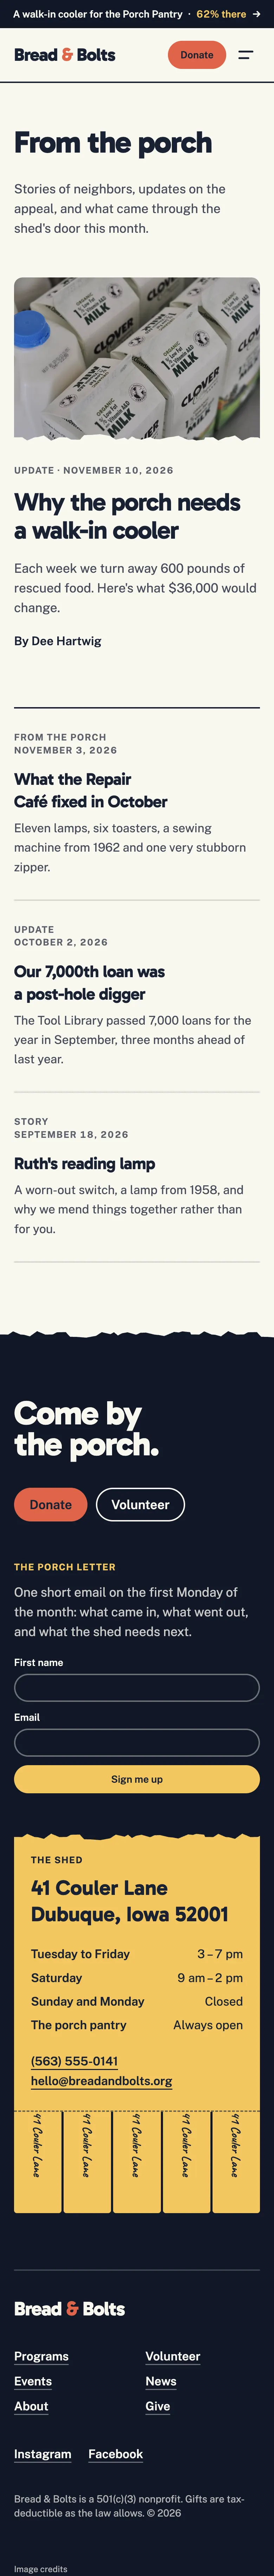 A walk-in cooler for the Porch Pantry · 62% there →
Bread & Bolts
Donate
From the porch
Stories of neighbors, updates on the
appeal, and what came through the
shed's door this month.
ORGANIC
1% Low Fat
MILK
CLOVER
UPDATE · NOVEMBER 10, 2026
Why the porch needs
a walk-in cooler
Each week we turn away 600 pounds of
rescued food. Here's what $36,000 would
change.
By Dee Hartwig
FROM THE PORCH
NOVEMBER 3, 2026
What the Repair
Café fixed in October
Eleven lamps, six toasters, a sewing
machine from 1962 and one very stubborn
zipper.
UPDATE
OCTOBER 2, 2026
Our 7,000th loan was
a post-hole digger
The Tool Library passed 7,000 loans for the
year in September, three months ahead of
last year.
STORY
SEPTEMBER 18, 2026
Ruth's reading lamp
A worn-out switch, a lamp from 1958, and
why we mend things together rather than
for you.
Come by
the porch.
Donate
Volunteer
THE PORCH LETTER
One short email on the first Monday of
the month: what came in, what went out,
and what the shed needs next.
First name
Email
Sign me up
THE SHED
41 Couler Lane
Dubuque, Iowa 52001
Tuesday to Friday 3 – 7 pm
Saturday 9 am – 2 pm
Sunday and Monday Closed
The porch pantry Always open
(563) 555-0141
hello@breadandbolts.org
41 Couler Lane
41 Couler Lane
41 Couler Lane
41 Couler Lane
41 Couler Lane
Bread & Bolts
Programs Volunteer
Events News
About Give
Instagram Facebook
Bread & Bolts is a 501(c)(3) nonprofit. Gifts are tax-
deductible as the law allows. © 2026
Image credits